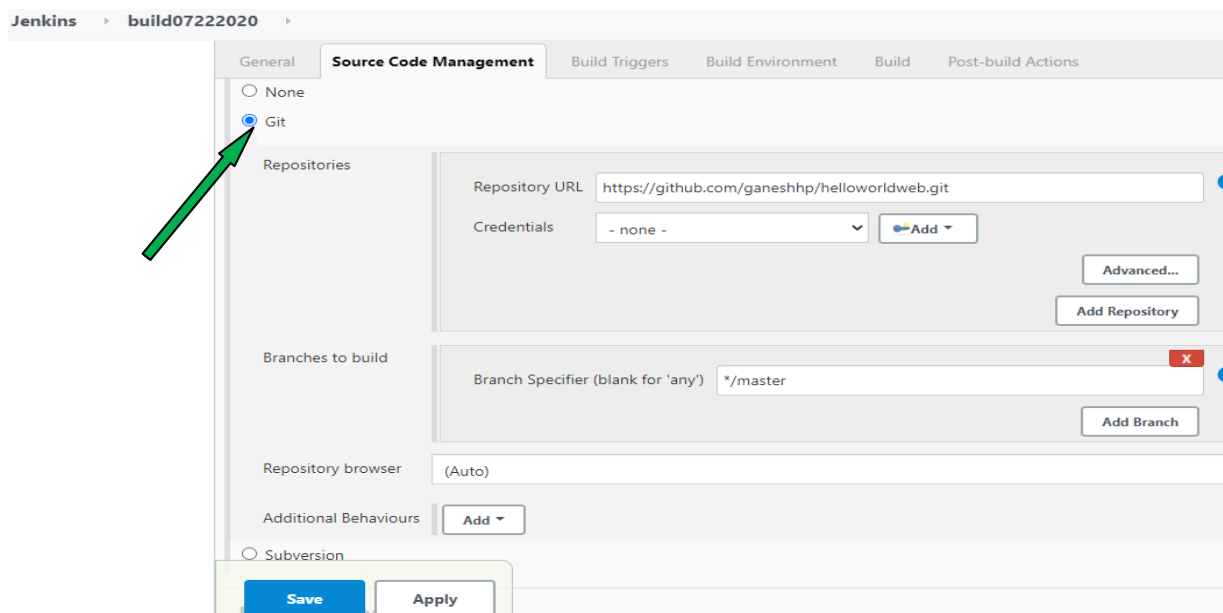 Jenkins build07222020
General Source Code Management Build Triggers Build Environment Build Post-build Actions
None
Git
Repositories
Repository URL https://github.com/ganeshhp/helloworldweb.git
Credentials - none - Add
Advanced...
Add Repository
Branches to build
X
Branch Specifier (blank for 'any') */master
Add Branch
Repository browser (Auto)
Additional Behaviours Add
Subversion
Save Apply